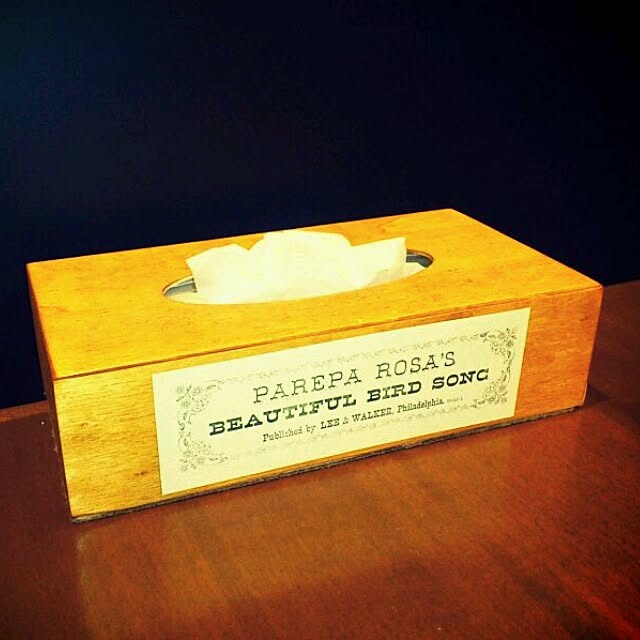 PAREPA ROSA'S
BEAUTIFUL BIRD SONG
Published by LEE & WALKER, Philadelphia.